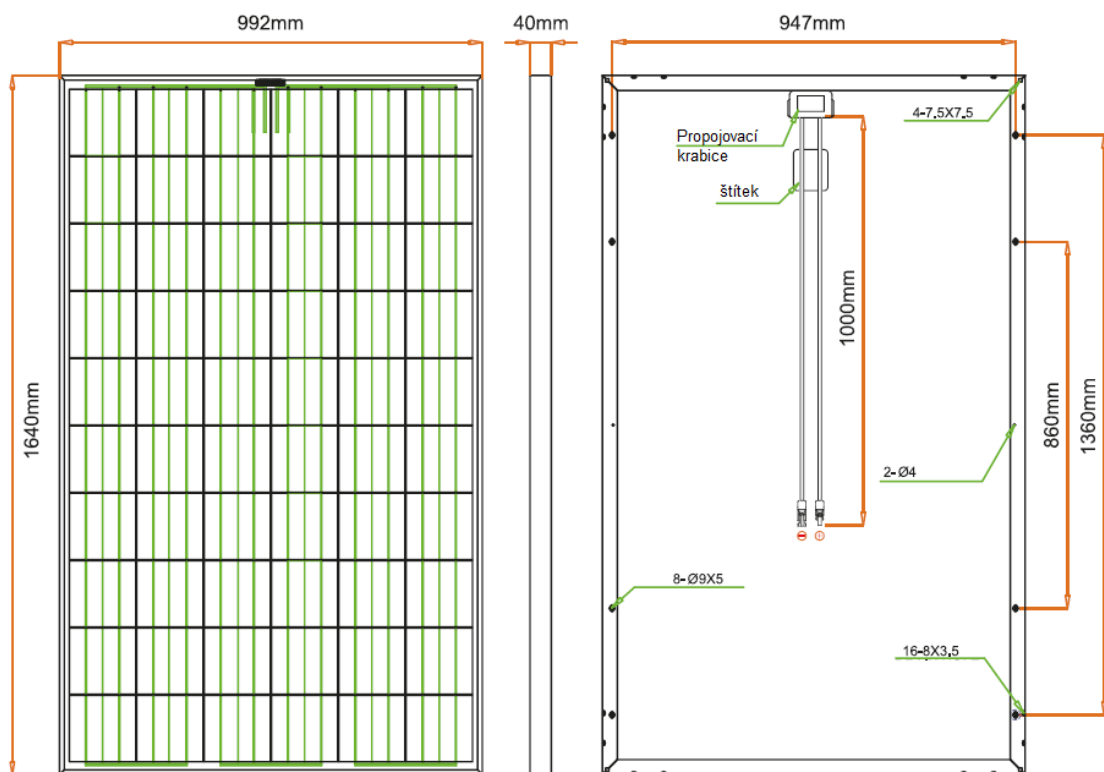 992mm
40mm
947mm
4-7.5X7.5
Propojovací
krabice
štítek
1000mm
1640mm
860mm
1360mm
2-Ø4
8-Ø9X5
16-8X3,5